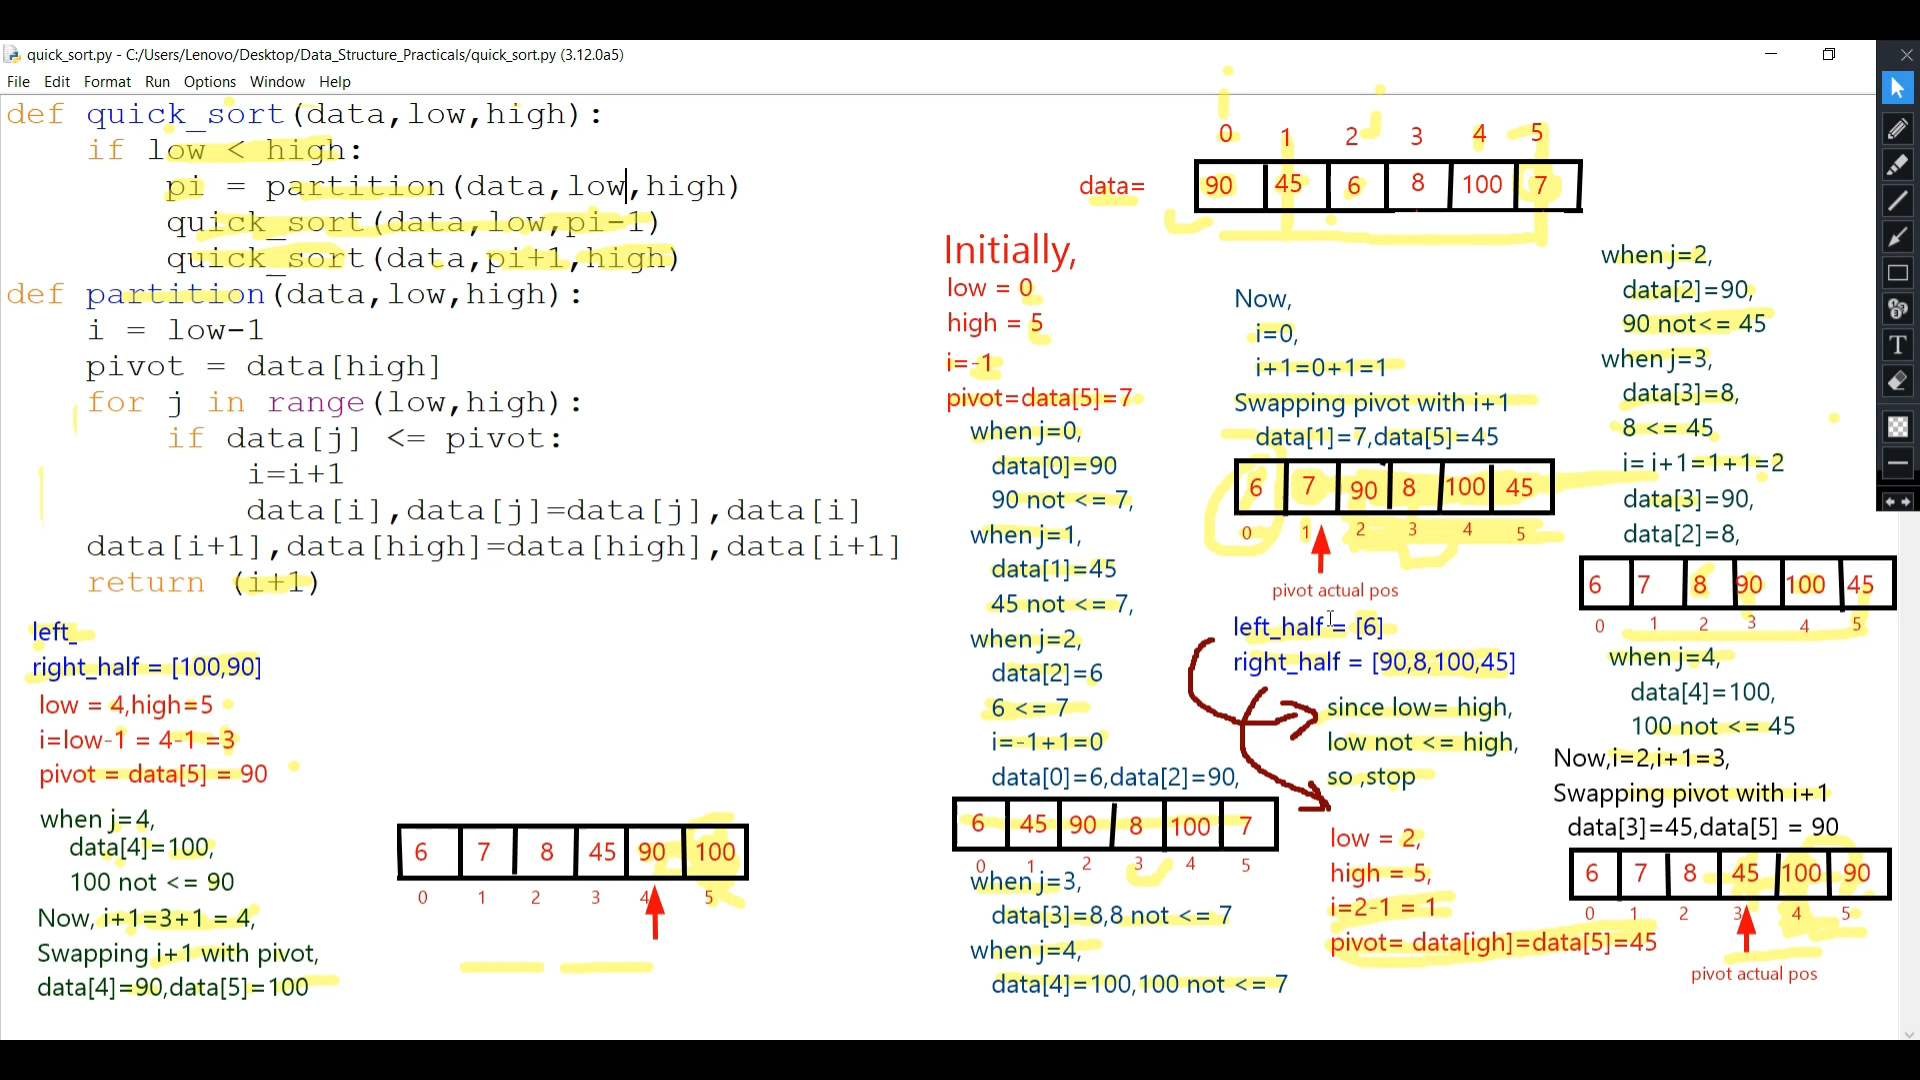 quick_sort.py - C:/Users/Lenovo/Desktop/Data_Structure_Practicals/quick_sort.py (3.12.0a5)
File Edit Format Run Options Window Help
def quick_sort(data,low,high):
if low < high:
pi = partition(data,low,high)
quick_sort(data,low,pi-1)
quick_sort(data,pi+1,high)
def partition(data,low,high):
i = low-1
pivot = data[high]
for j in range(low,high):
if data[j] <= pivot:
i=i+1
data[i],data[j]=data[j],data[i]
data[i+1],data[high]=data[high],data[i+1]
return (i+1)
left_
right_half = [100,90]
low = 4,high=5
i=low-1 = 4-1 =3
pivot = data[5] = 90
when j=4,
data[4]=100,
100 not <= 90
Now, i+1=3+1 = 4,
Swapping i+1 with pivot,
data[4]=90,data[5]=100
6 7 8 45 90 100
0 1 2 3 4 5
i j
0 1 2 3 4 5
data= 90 45 6 8 100 7
Initially,
low = 0
high = 5
i=-1
pivot=data[5]=7
when j=0,
data[0]=90
90 not <= 7,
when j=1,
data[1]=45
45 not <= 7,
when j=2,
data[2]=6
6 <= 7
i=-1+1=0
data[0]=6,data[2]=90,
6 45 90 8 100 7
0 1 2 3 4 5
when j=3,
data[3]=8,8 not <= 7
when j=4,
data[4]=100,100 not <= 7
Now,
i=0,
i+1=0+1=1
Swapping pivot with i+1
data[1]=7,data[5]=45
6 7 90 8 100 45
0 1 2 3 4 5
pivot actual pos
left_half = [6]
right_half = [90,8,100,45]
since low= high,
low not <= high,
so ,stop
low = 2,
high = 5,
i=2-1 = 1
pivot= data[igh]=data[5]=45
when j=2,
data[2]=90,
90 not<= 45
when j=3,
data[3]=8,
8 <= 45
i= i+1=1+1=2
data[3]=90,
data[2]=8,
6 7 8 90 100 45
0 1 2 3 4 5
when j=4,
data[4]=100,
100 not <= 45
Now,i=2,i+1=3,
Swapping pivot with i+1
data[3]=45,data[5] = 90
6 7 8 45 100 90
0 1 2 3 4 5
pivot actual pos